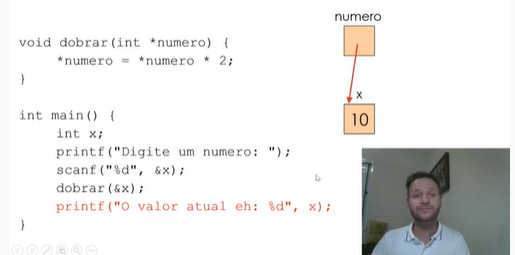 numero
void dobrar(int *numero) {
*numero = *numero * 2;
}
x
10
int main() {
int x;
printf("Digite um numero: ");
scanf("%d", &x);
dobrar(&x);
printf("O valor atual eh: %d", x);
}